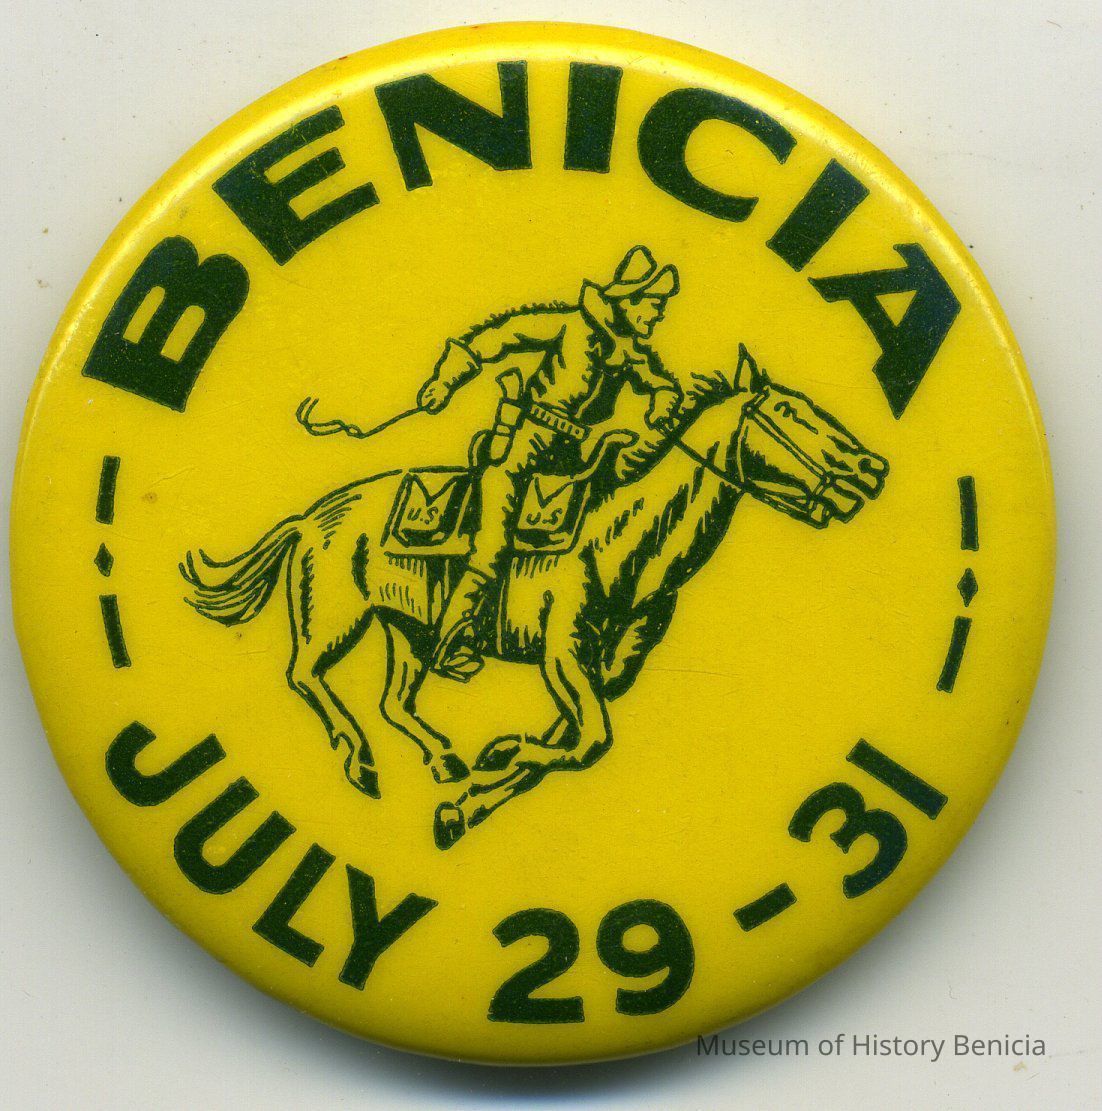 BENICIA
U.S
U.S
JULY 29-31
Museum of History Benicia